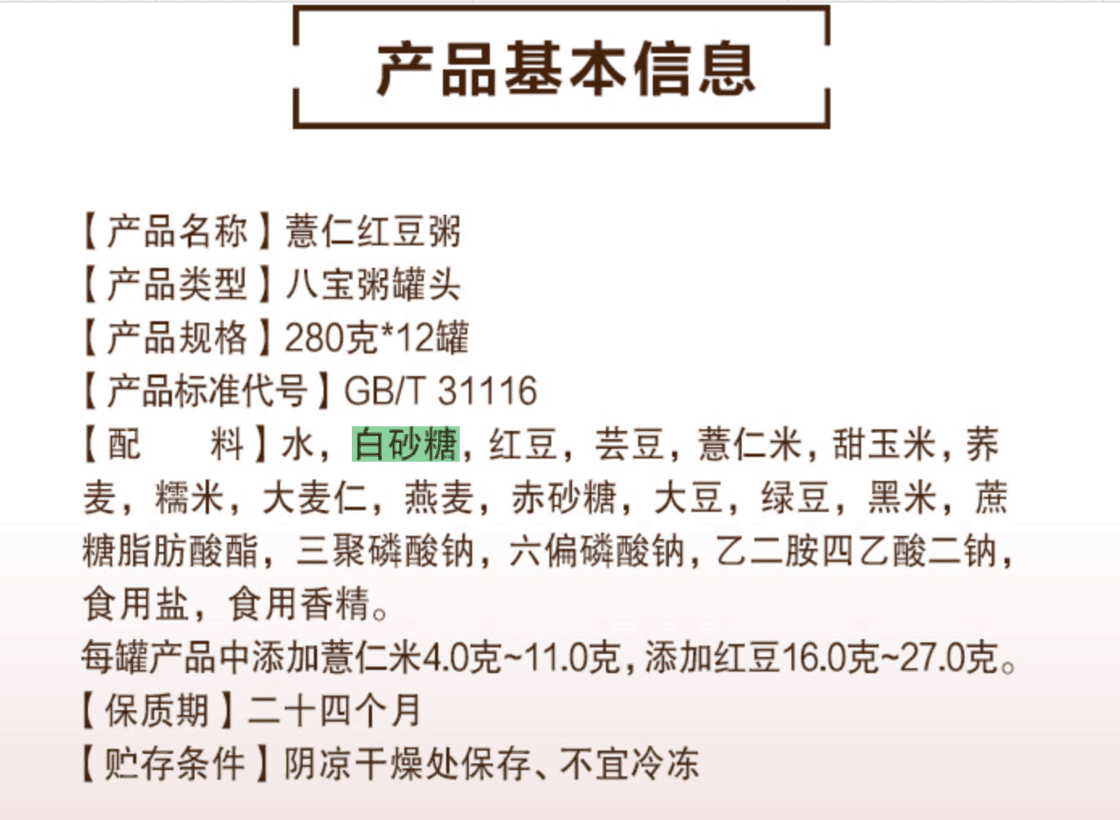 产品基本信息
【产品名称】薏仁红豆粥
【产品类型】八宝粥罐头
【产品规格】280克*12罐
【产品标准代号】GB/T 31116
【配　　料】水，白砂糖，红豆，芸豆，薏仁米，甜玉米，荞
麦，糯米，大麦仁，燕麦，赤砂糖，大豆，绿豆，黑米，蔗
糖脂肪酸酯，三聚磷酸钠，六偏磷酸钠，乙二胺四乙酸二钠，
食用盐，食用香精。
每罐产品中添加薏仁米4.0克~11.0克，添加红豆16.0克~27.0克。
【保质期】二十四个月
【贮存条件】阴凉干燥处保存、不宜冷冻